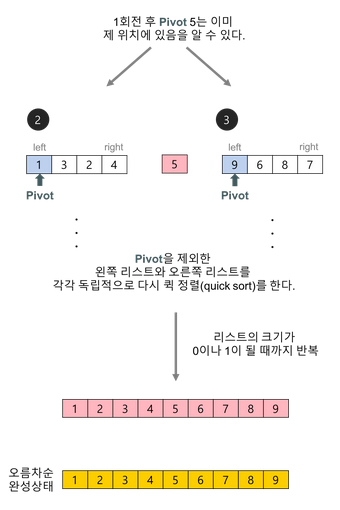 1회전 후 Pivot 5는 이미
제 위치에 있음을 알 수 있다.
2
3
left right
left right
1 3 2 4
5
9 6 8 7
Pivot
Pivot
Pivot을 제외한
왼쪽 리스트와 오른쪽 리스트를
각각 독립적으로 다시 퀵 정렬(quick sort)를 한다.
리스트의 크기가
0이나 1이 될 때까지 반복
1 2 3 4 5 6 7 8 9
오름차순
완성상태
1 2 3 4 5 6 7 8 9